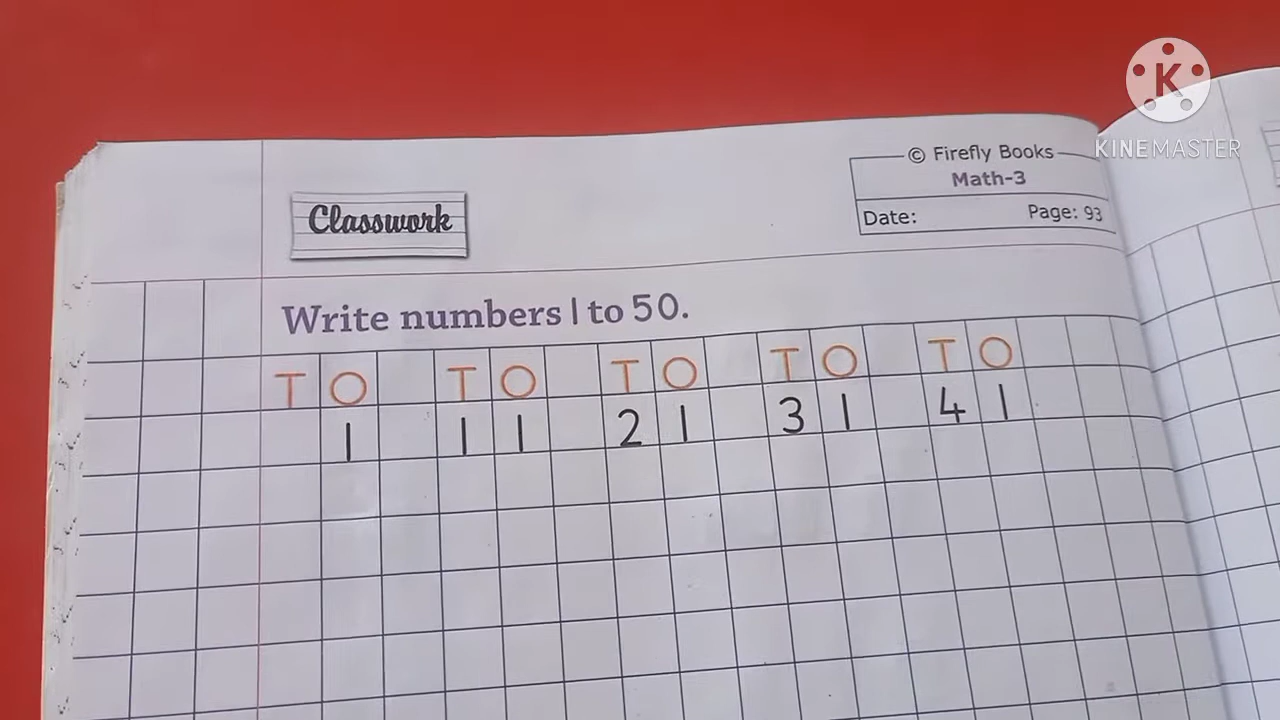 K
KINEMASTER
© Firefly Books
Math-3
Classwork
Date: Page: 93
Write numbers 1 to 50.
T O T O T O T O T O
1 1 1 2 1 3 1 4 1